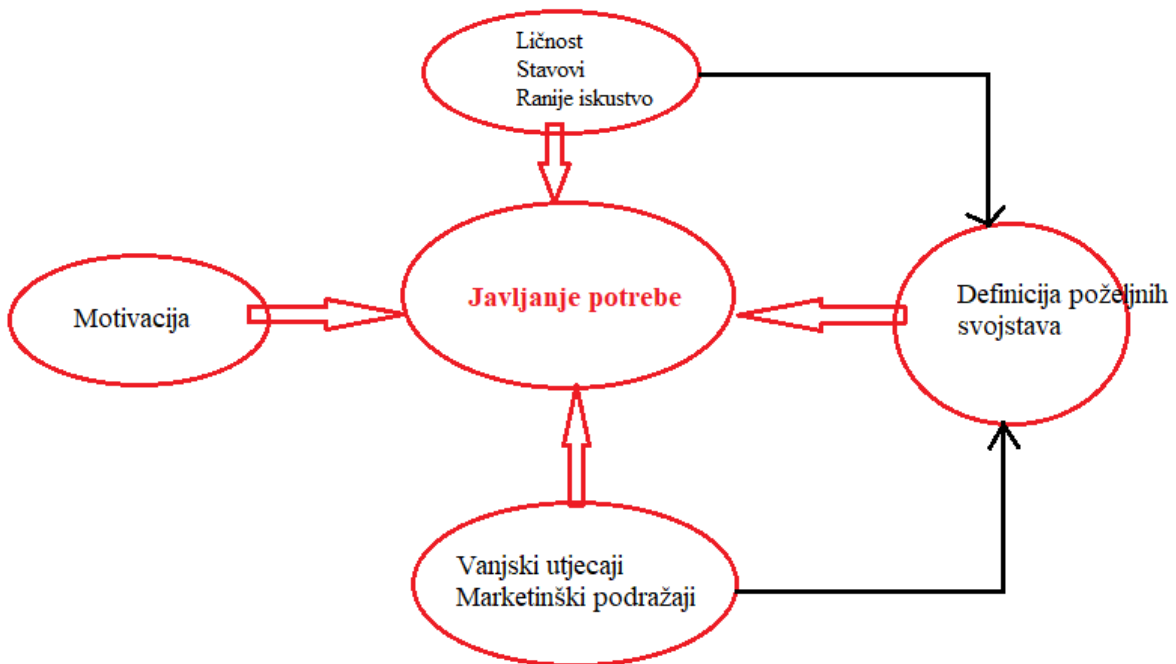 Ličnost
Stavovi
Ranije iskustvo
Javljanje potrebe
Motivacija
Definicija poželjnih
svojstava
Vanjski utjecaji
Marketinški podražaji